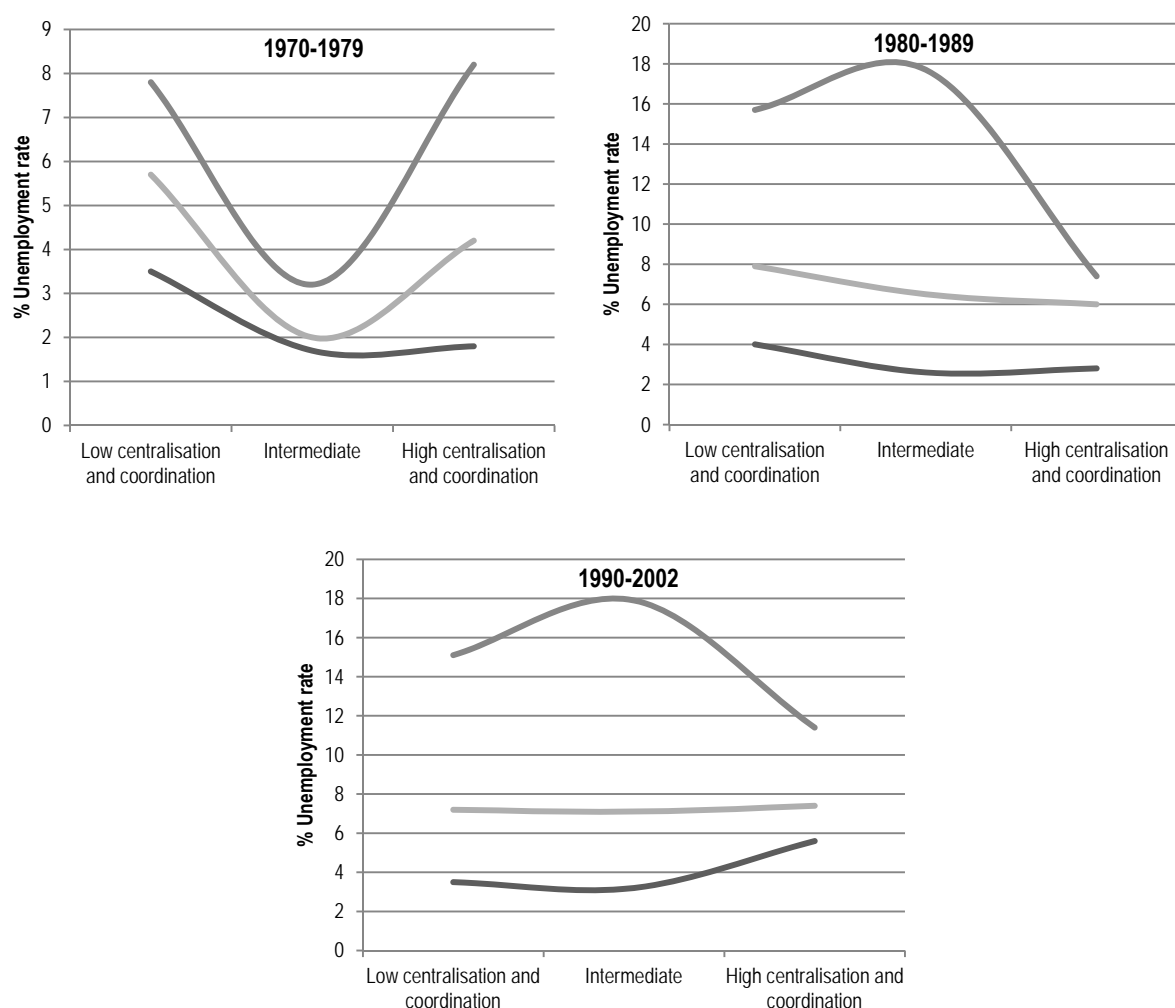 1970-1979
% Unemployment rate
9
8
7
6
5
4
3
2
1
0
Low centralisation
and coordination
Intermediate
High centralisation
and coordination
1980-1989
% Unemployment rate
20
18
16
14
12
10
8
6
4
2
0
Low centralisation
and coordination
Intermediate
High centralisation
and coordination
1990-2002
% Unemployment rate
20
18
16
14
12
10
8
6
4
2
0
Low centralisation and
coordination
Intermediate
High centralisation and
coordination